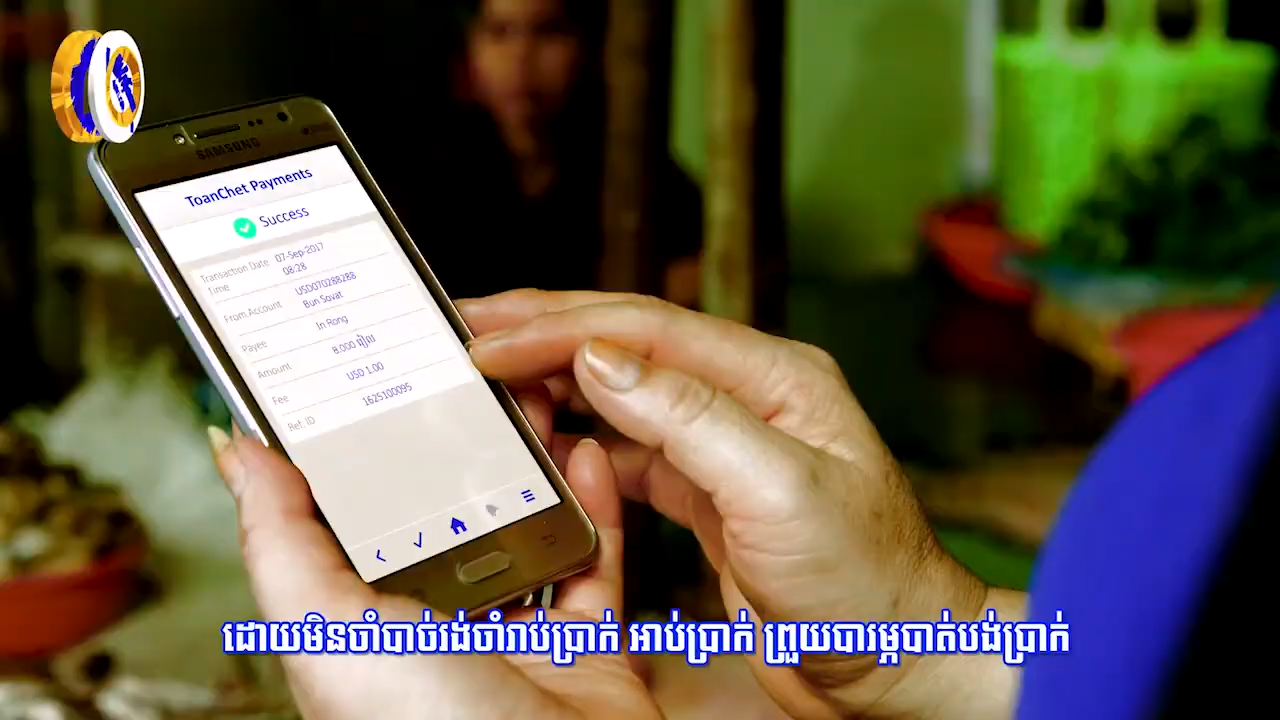 SAMSUNG
ToanChet Payments
Success
Transaction Date 07-Sep-2017
Time 08:28
From Account USD070288288
Bun Sovat
Payee In Rong
Amount 8.000 រៀល
Fee USD 1.00
Ref. ID 1625100095
ដោយមិនចាំបាច់រង់ចាំរាប់ប្រាក់ អាប់ប្រាក់ ព្រួយបារម្ភបាត់បង់ប្រាក់